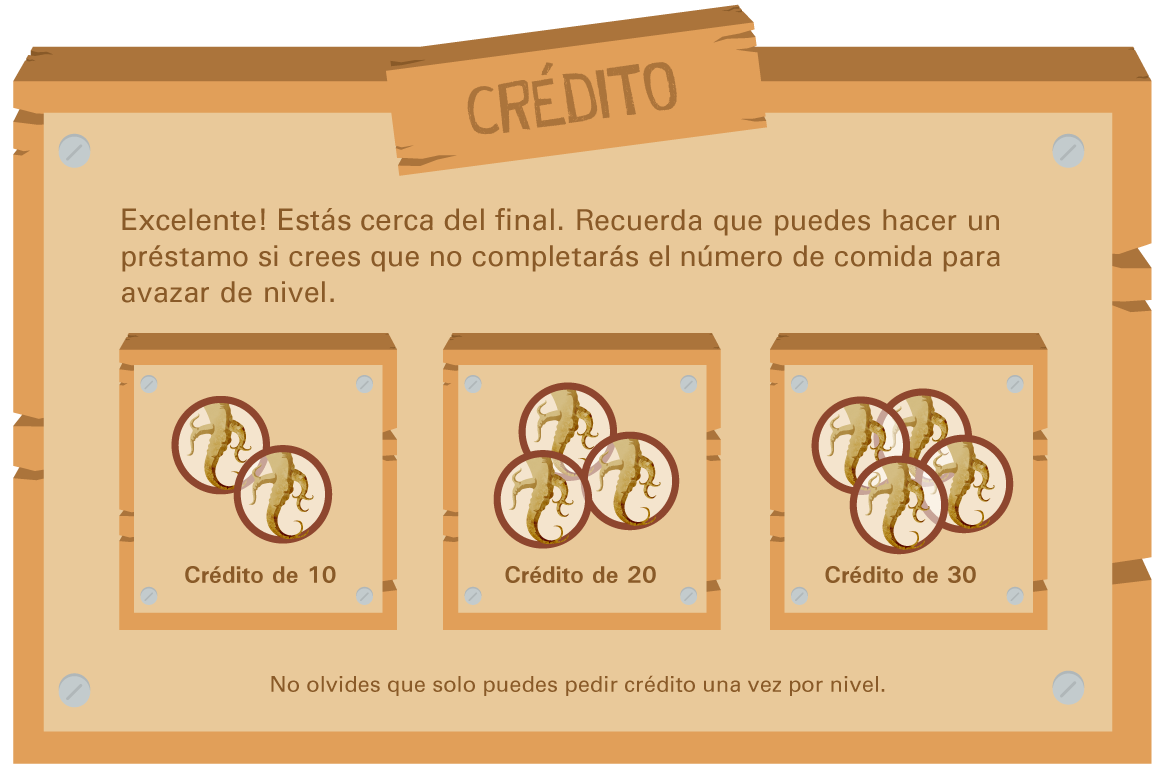 CRÉDITO
Excelente! Estás cerca del final. Recuerda que puedes hacer un
préstamo si crees que no completarás el número de comida para
avazar de nivel.
Crédito de 10
Crédito de 20
Crédito de 30
No olvides que solo puedes pedir crédito una vez por nivel.